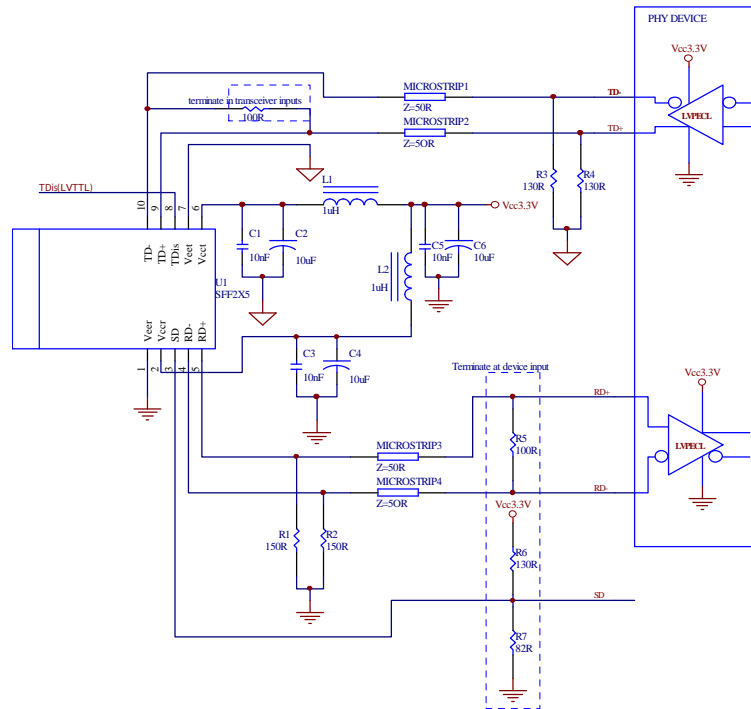 PHY DEVICE
Vcc3.3V
MICROSTRIP1
TD-
terminate in transceiver inputs
100R
Z=50R
LVPECL
MICROSTRIP2
TD+
Z=5OR
R3
130R
R4
130R
TDis(LVTTL)
L1
1uH
Vcc3.3V
10
9
8
7
6
C1
10nF
C2
10uF
C5
10nF
C6
10uF
L2
1uH
TD-
TD+
TDis
Veet
Vcct
U1
SFF2X5
Veer
Vccr
SD
RD-
RD+
1
2
3
4
5
C3
10nF
C4
10uF
Terminate at device input
Vcc3.3V
RD+
MICROSTRIP3
Z=50R
R5
100R
LVPECL
MICROSTRIP4
Z=5OR
RD-
Vcc3.3V
R1
150R
R2
150R
R6
130R
SD
R7
82R